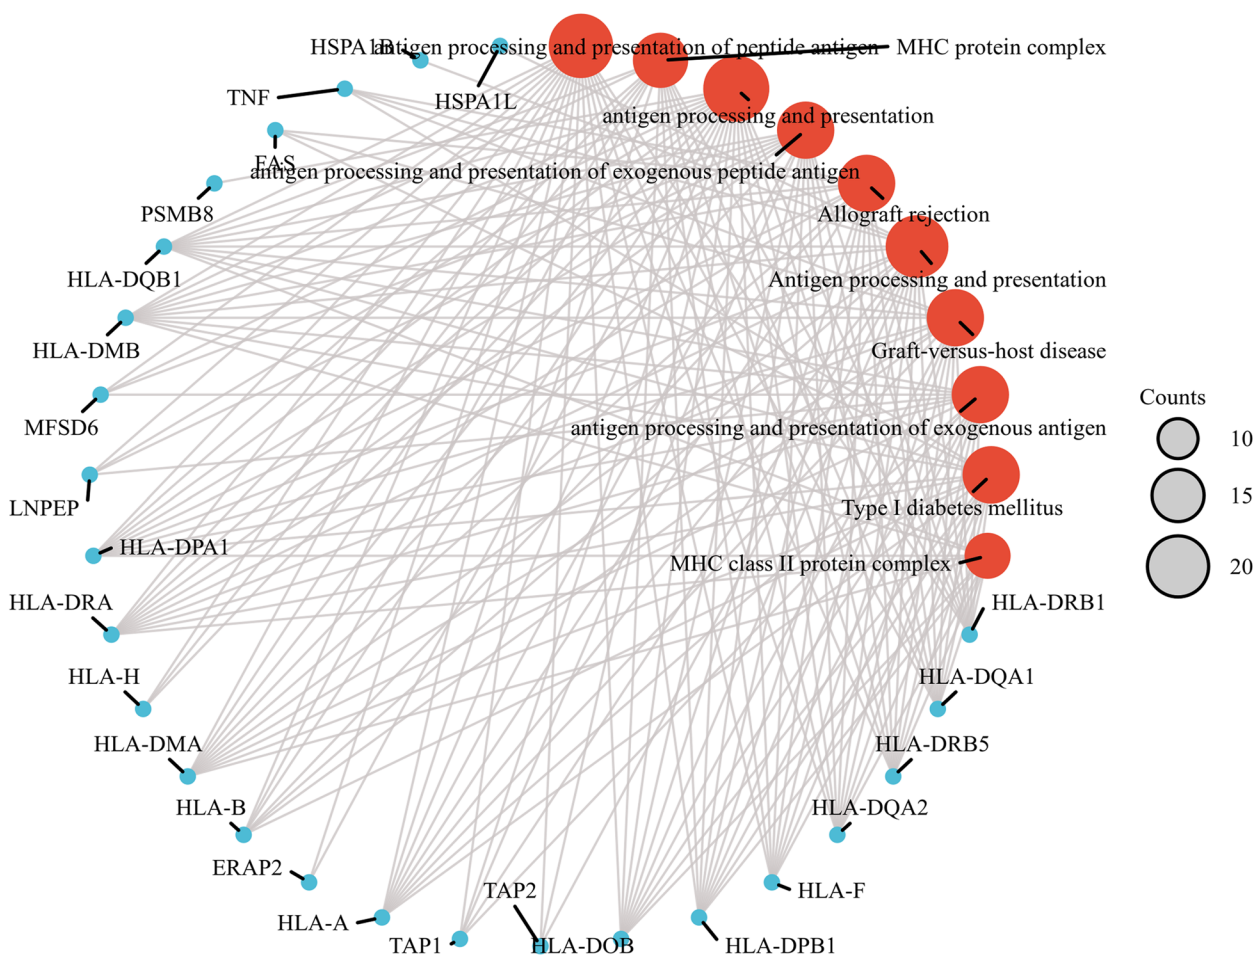 HSPA1B
antigen processing and presentation of peptide antigen
MHC protein complex
TNF
HSPA1L
antigen processing and presentation
FAS
antigen processing and presentation of exogenous peptide antigen
PSMB8
Allograft rejection
HLA-DQB1
Antigen processing and presentation
HLA-DMB
Graft-versus-host disease
Counts
MFSD6
antigen processing and presentation of exogenous antigen
10
15
LNPEP
Type I diabetes mellitus
HLA-DPA1
MHC class II protein complex
20
HLA-DRA
HLA-DRB1
HLA-H
HLA-DQA1
HLA-DMA
HLA-DRB5
HLA-B
HLA-DQA2
ERAP2
TAP2
HLA-F
HLA-A
TAP1
HLA-DOB
HLA-DPB1